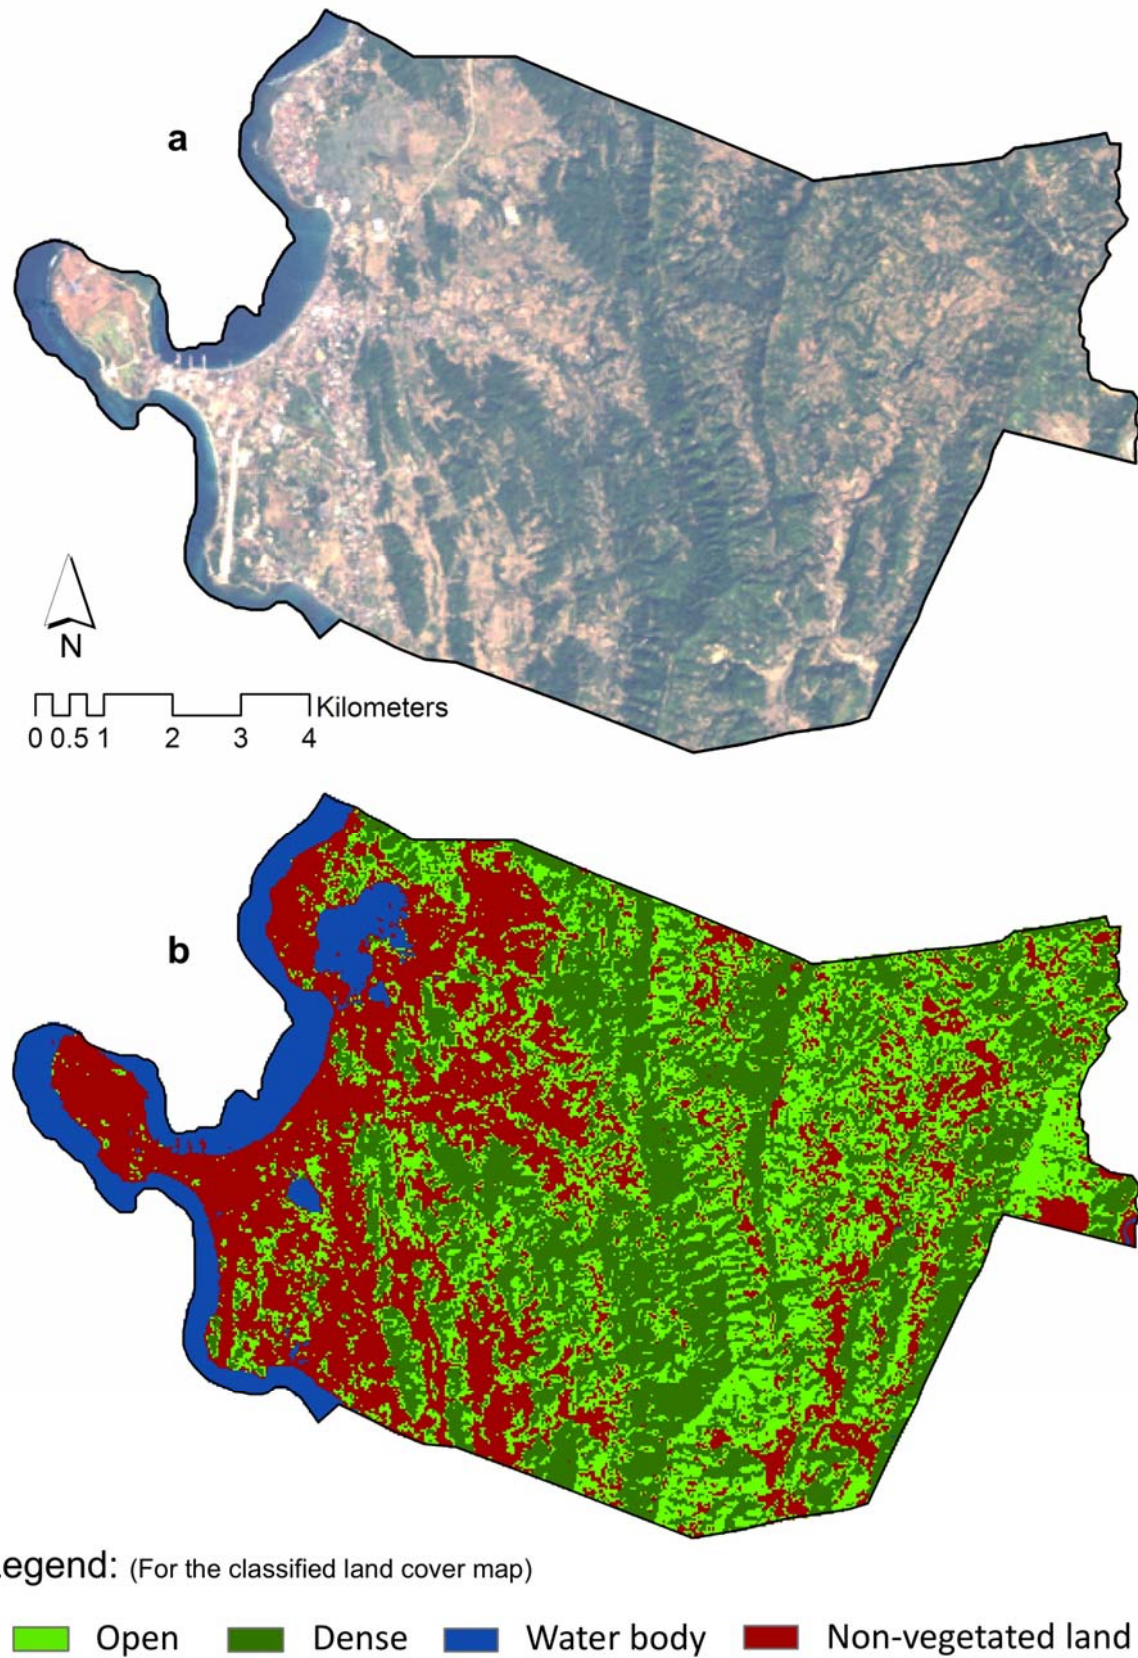 a
N
Kilometers
0 0.5 1 2 3 4
b
egend: (For the classified land cover map)
Open Dense Water body Non-vegetated land